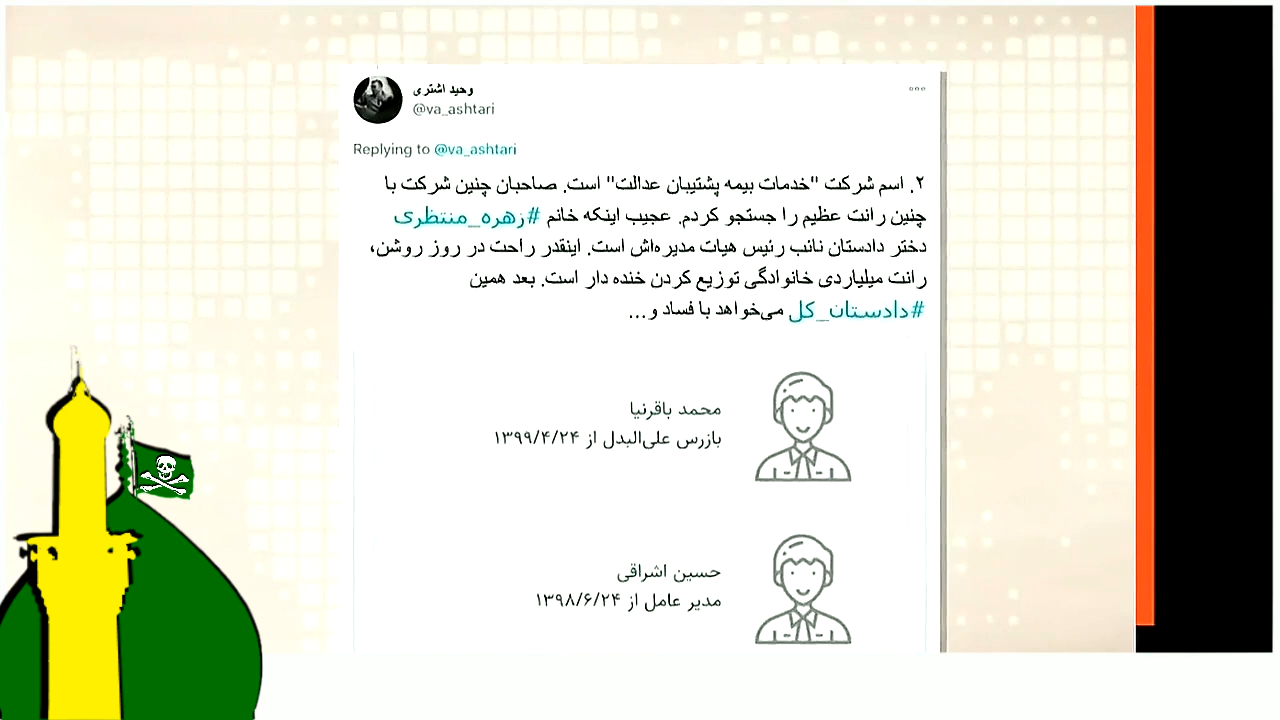 وحید اشتری
@va_ashtari
Replying to @va_ashtari
۲. اسم شرکت "خدمات بیمه پشتیبان عدالت" است. صاحبان چنین شرکت با
چنین رانت عظیم را جستجو کردم. عجیب اینکه خانم #زهره_منتظری
دختر دادستان نائب رئیس هیات مدیره‌اش است. اینقدر راحت در روز روشن،
رانت میلیاردی خانوادگی توزیع کردن خنده دار است. بعد همین
#دادستان_کل می‌خواهد با فساد و...
محمد باقرنیا
بازرس علی‌البدل از ۱۳۹۹/۴/۲۴
حسین اشراقی
مدیر عامل از ۱۳۹۸/۶/۲۴